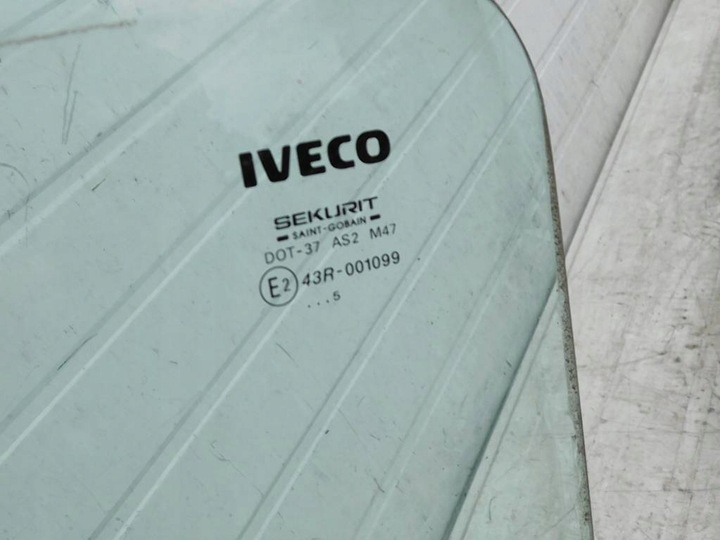 IVECO
SEKURIT
SAINT-GOBAIN
DOT-37 AS2 M47
E2 43R-001099
...5